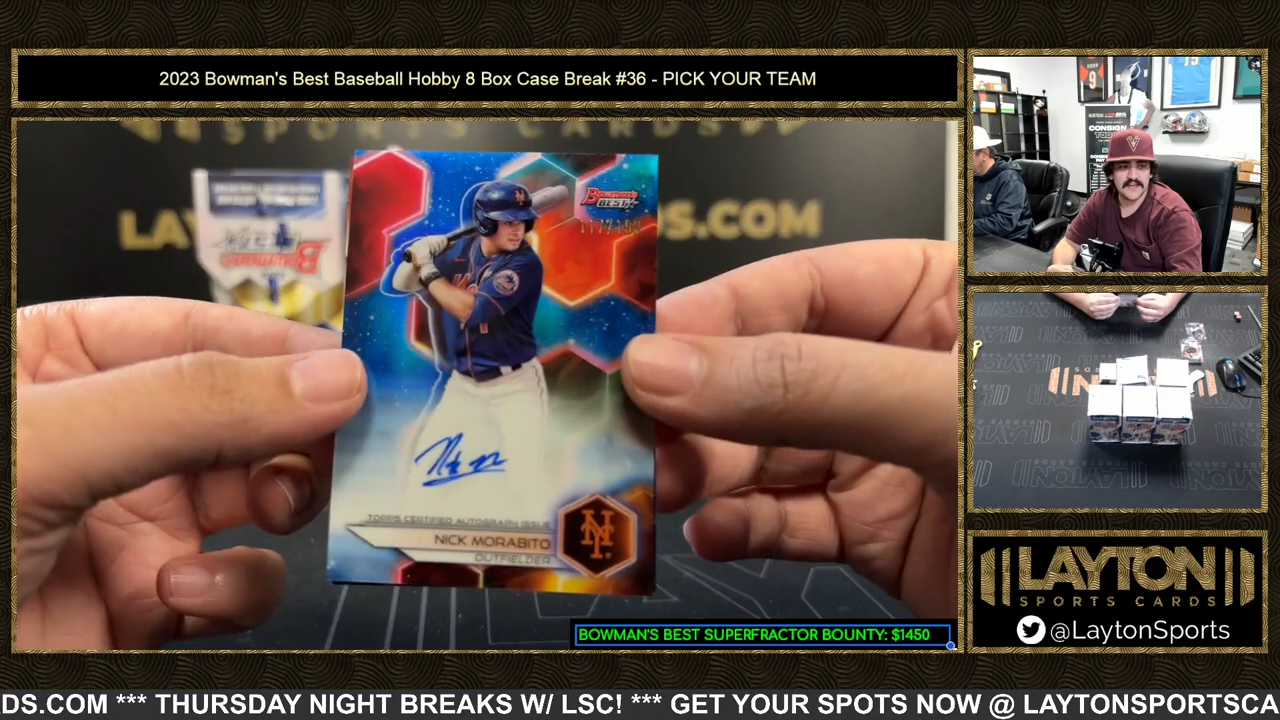 2023 Bowman's Best Baseball Hobby 8 Box Case Break #36 - PICK YOUR TEAM
CONSIGN
BOWMAN'S
BEST
TOPPS CERTIFIED AUTOGRAPH ISSUE
NICK MORABITO
OUTFIELDER
NY
BOWMAN'S BEST SUPERFRACTOR BOUNTY: $1450
LAYTON
SPORTS CARDS
@LaytonSports
DS.COM *** THURSDAY NIGHT BREAKS W/ LSC! *** GET YOUR SPOTS NOW @ LAYTONSPORTSCA